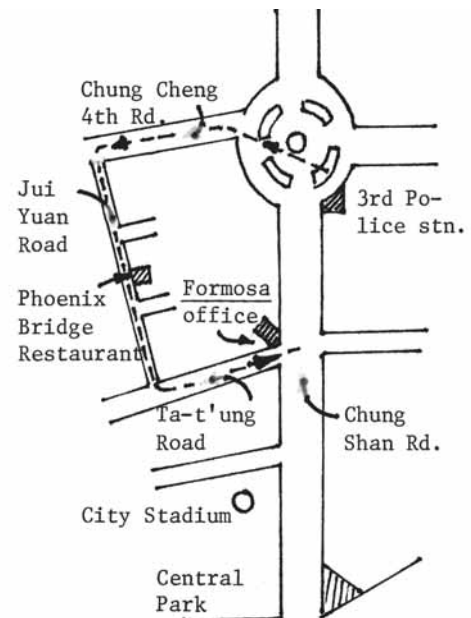 Chung Cheng
4th Rd.
Jui
Yuan
Road
3rd Po-
lice stn.
Phoenix
Bridge
Restaurant
Formosa
office
Ta-t'ung
Road
Chung
Shan Rd.
City Stadium
Central
Park